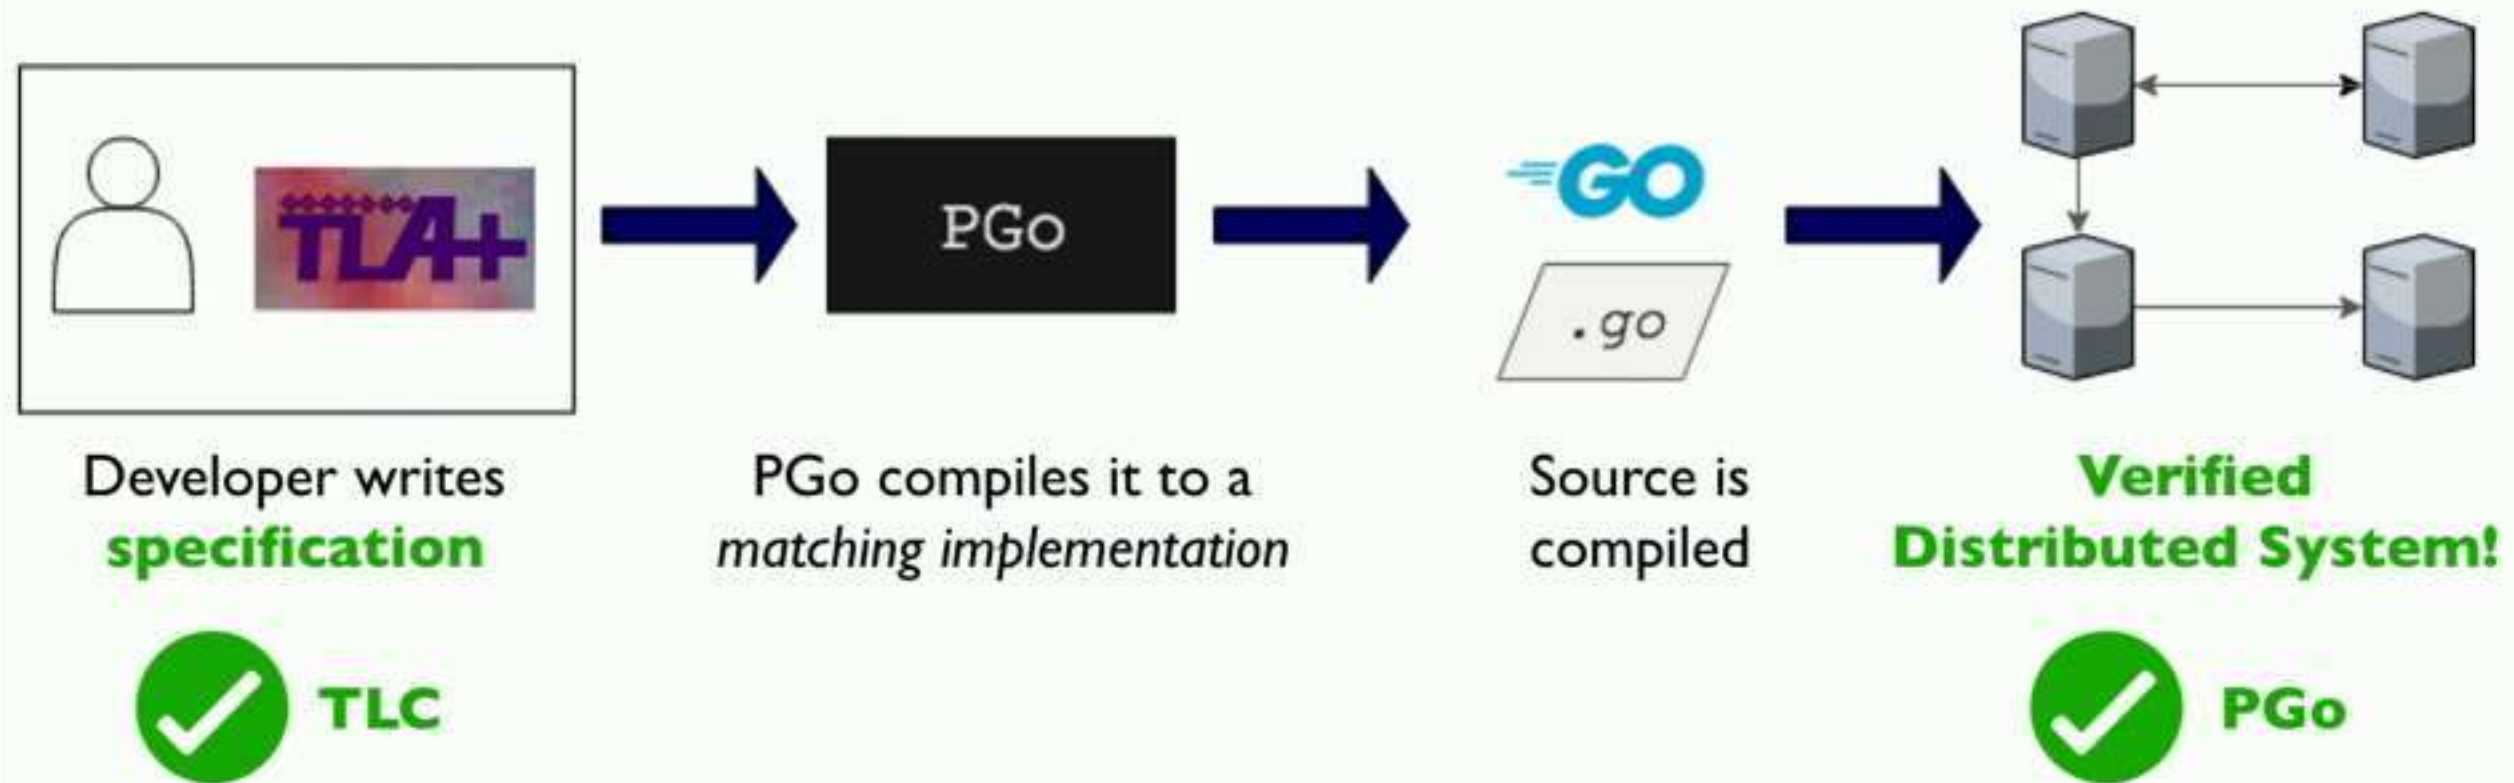 TLA+
PGo
GO
.go
Developer writes
specification
PGo compiles it to a
matching implementation
Source is
compiled
Verified
Distributed System!
TLC
PGo